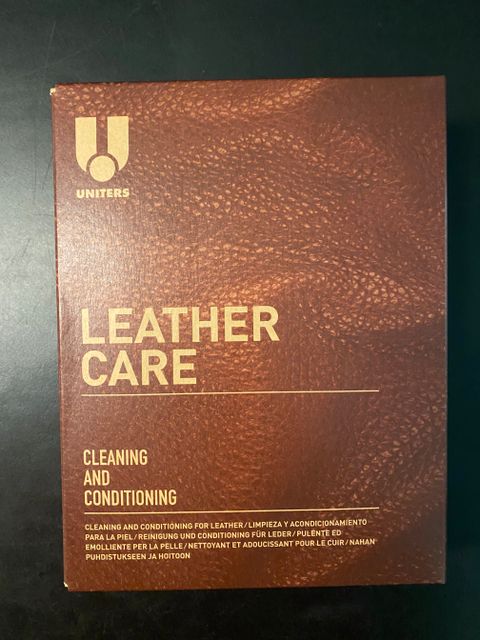 UNITERS
LEATHER
CARE
CLEANING
AND
CONDITIONING
CLEANING AND CONDITIONING FOR LEATHER/LIMPIEZA Y ACONDICIONAMIENTO
PARA LA PIEL/REINIGUNG UND CONDITIONING FÜR LEDER/PULENTE ED
EMOLLIENTE PER LA PELLE/NETTOYANT ET ADOUCISSANT POUR LE CUIR/NAHAN
PUHDISTUKSEEN JA HOITOON